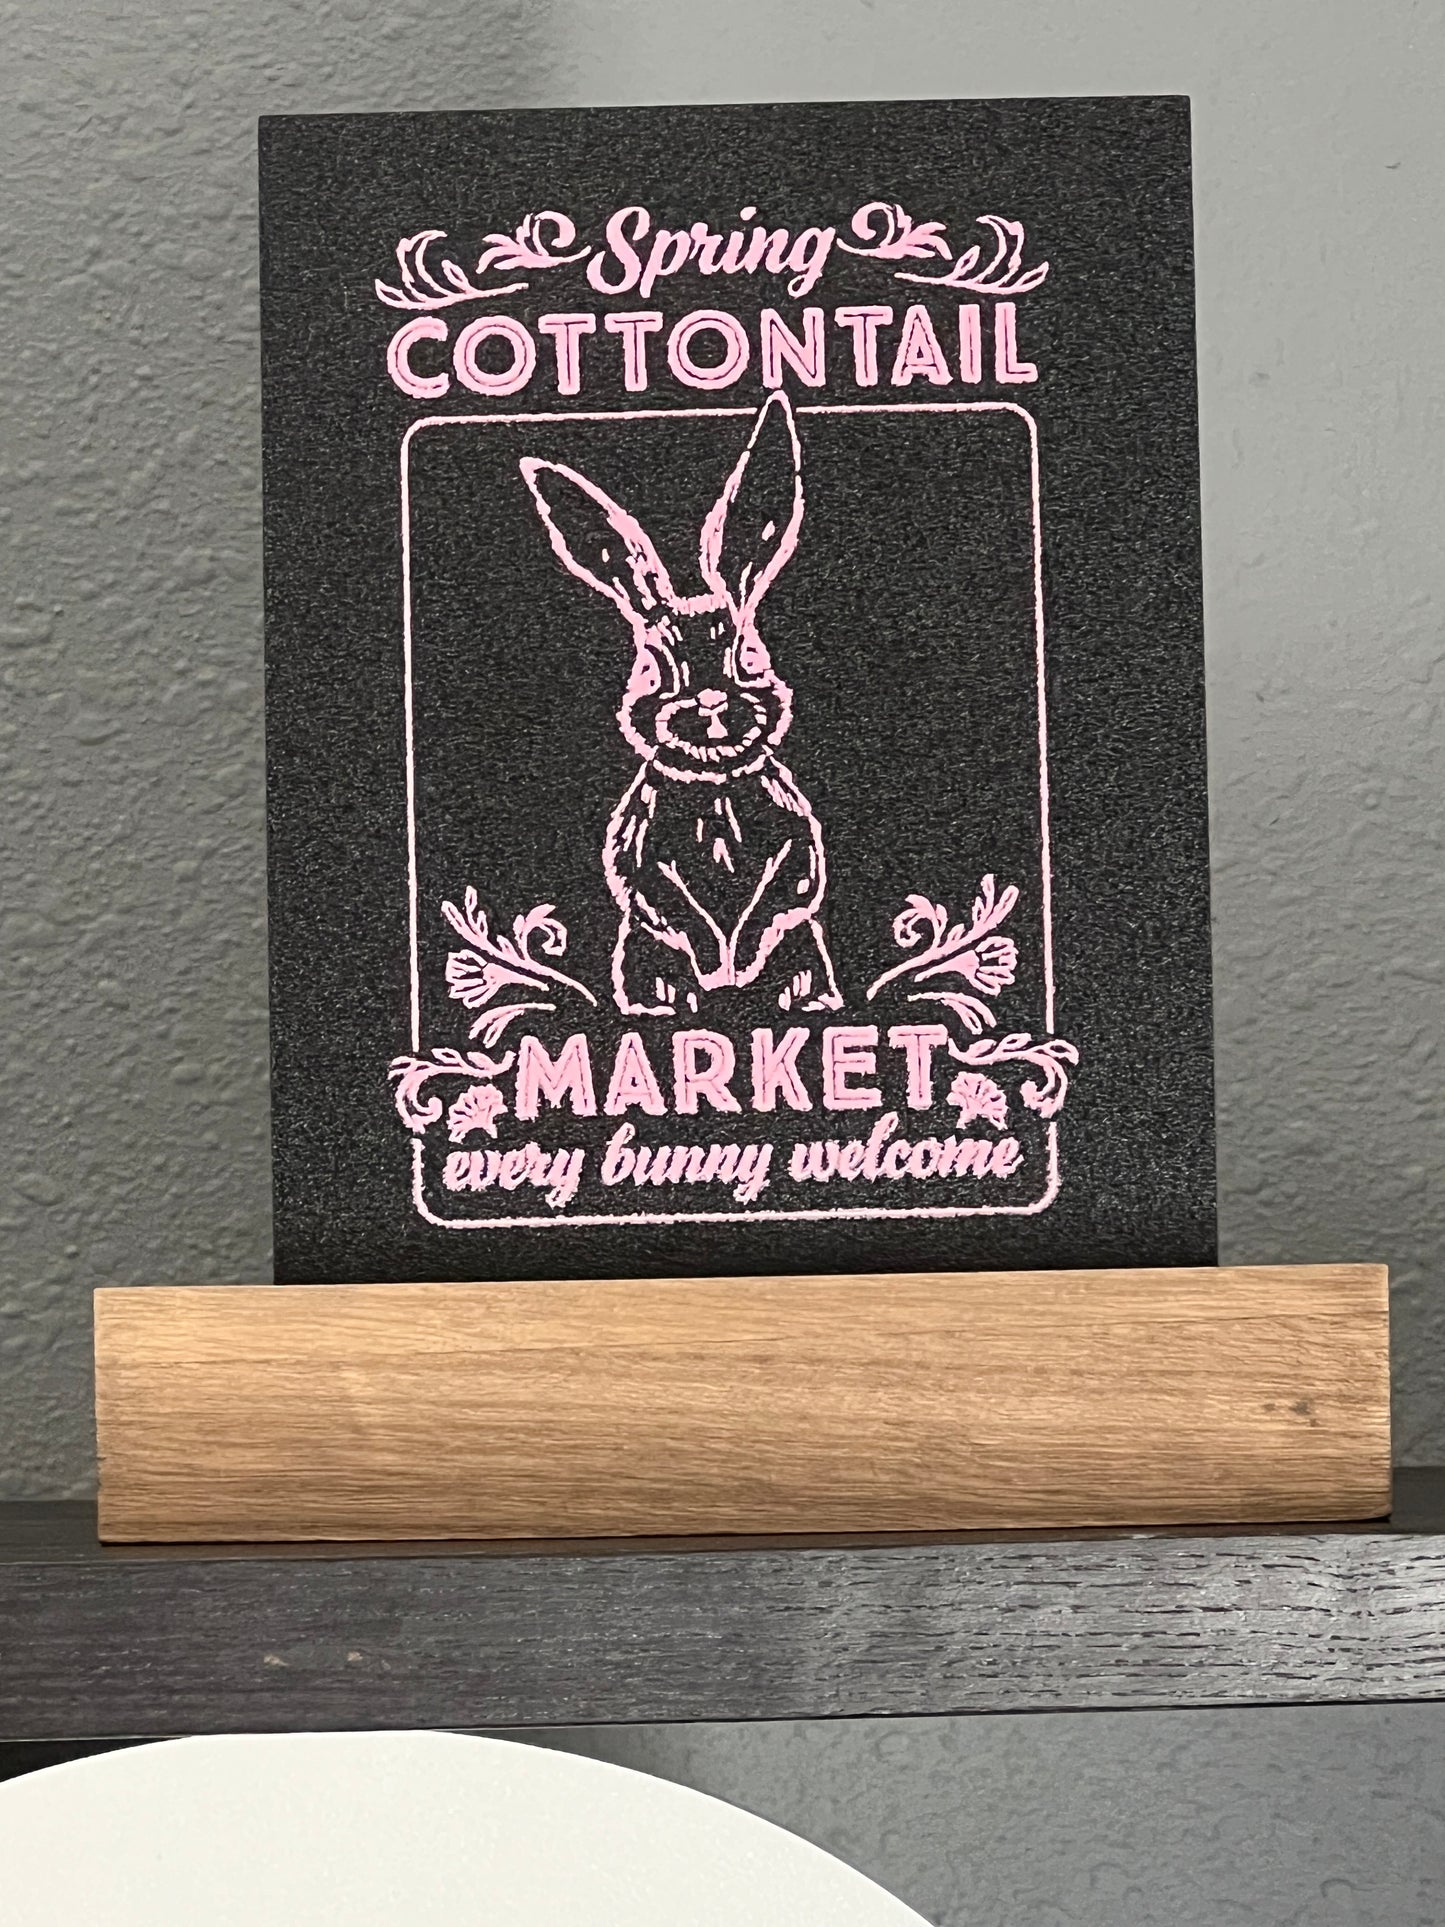 Spring
COTTONTAIL
MARKET
every bunny welcome